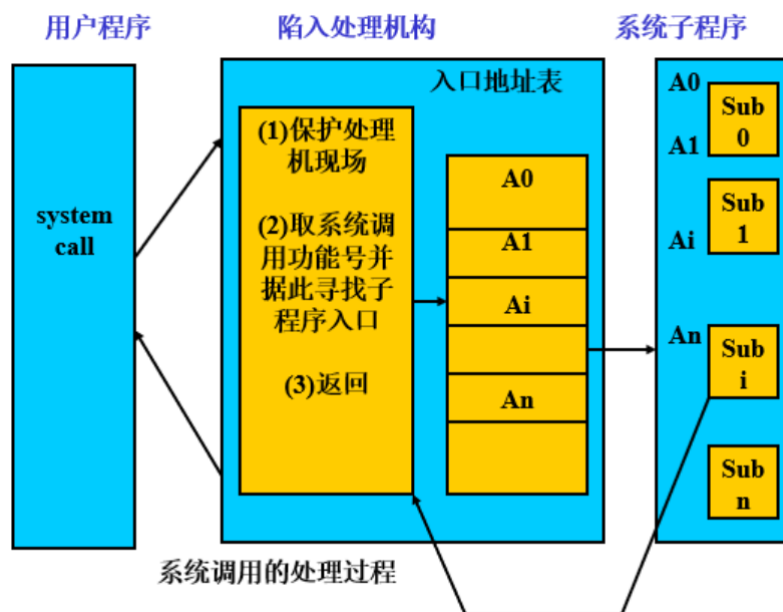 用户程序
陷入处理机构
系统子程序
system
call
入口地址表
(1)保护处理
机现场
(2)取系统调
用功能号并
据此寻找子
程序入口
(3)返回
A0
A1
Ai
An
A0
A1
Ai
An
Sub
0
Sub
1
Sub
i
Sub
n
系统调用的处理过程